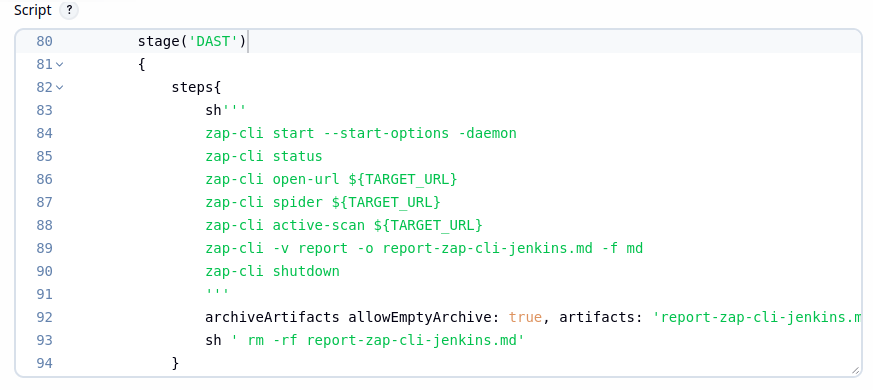 Script ?
80 stage('DAST')
81 {
82 steps{
83 sh'''
84 zap-cli start --start-options -daemon
85 zap-cli status
86 zap-cli open-url ${TARGET_URL}
87 zap-cli spider ${TARGET_URL}
88 zap-cli active-scan ${TARGET_URL}
89 zap-cli -v report -o report-zap-cli-jenkins.md -f md
90 zap-cli shutdown
91 '''
92 archiveArtifacts allowEmptyArchive: true, artifacts: 'report-zap-cli-jenkins.m
93 sh ' rm -rf report-zap-cli-jenkins.md'
94 }